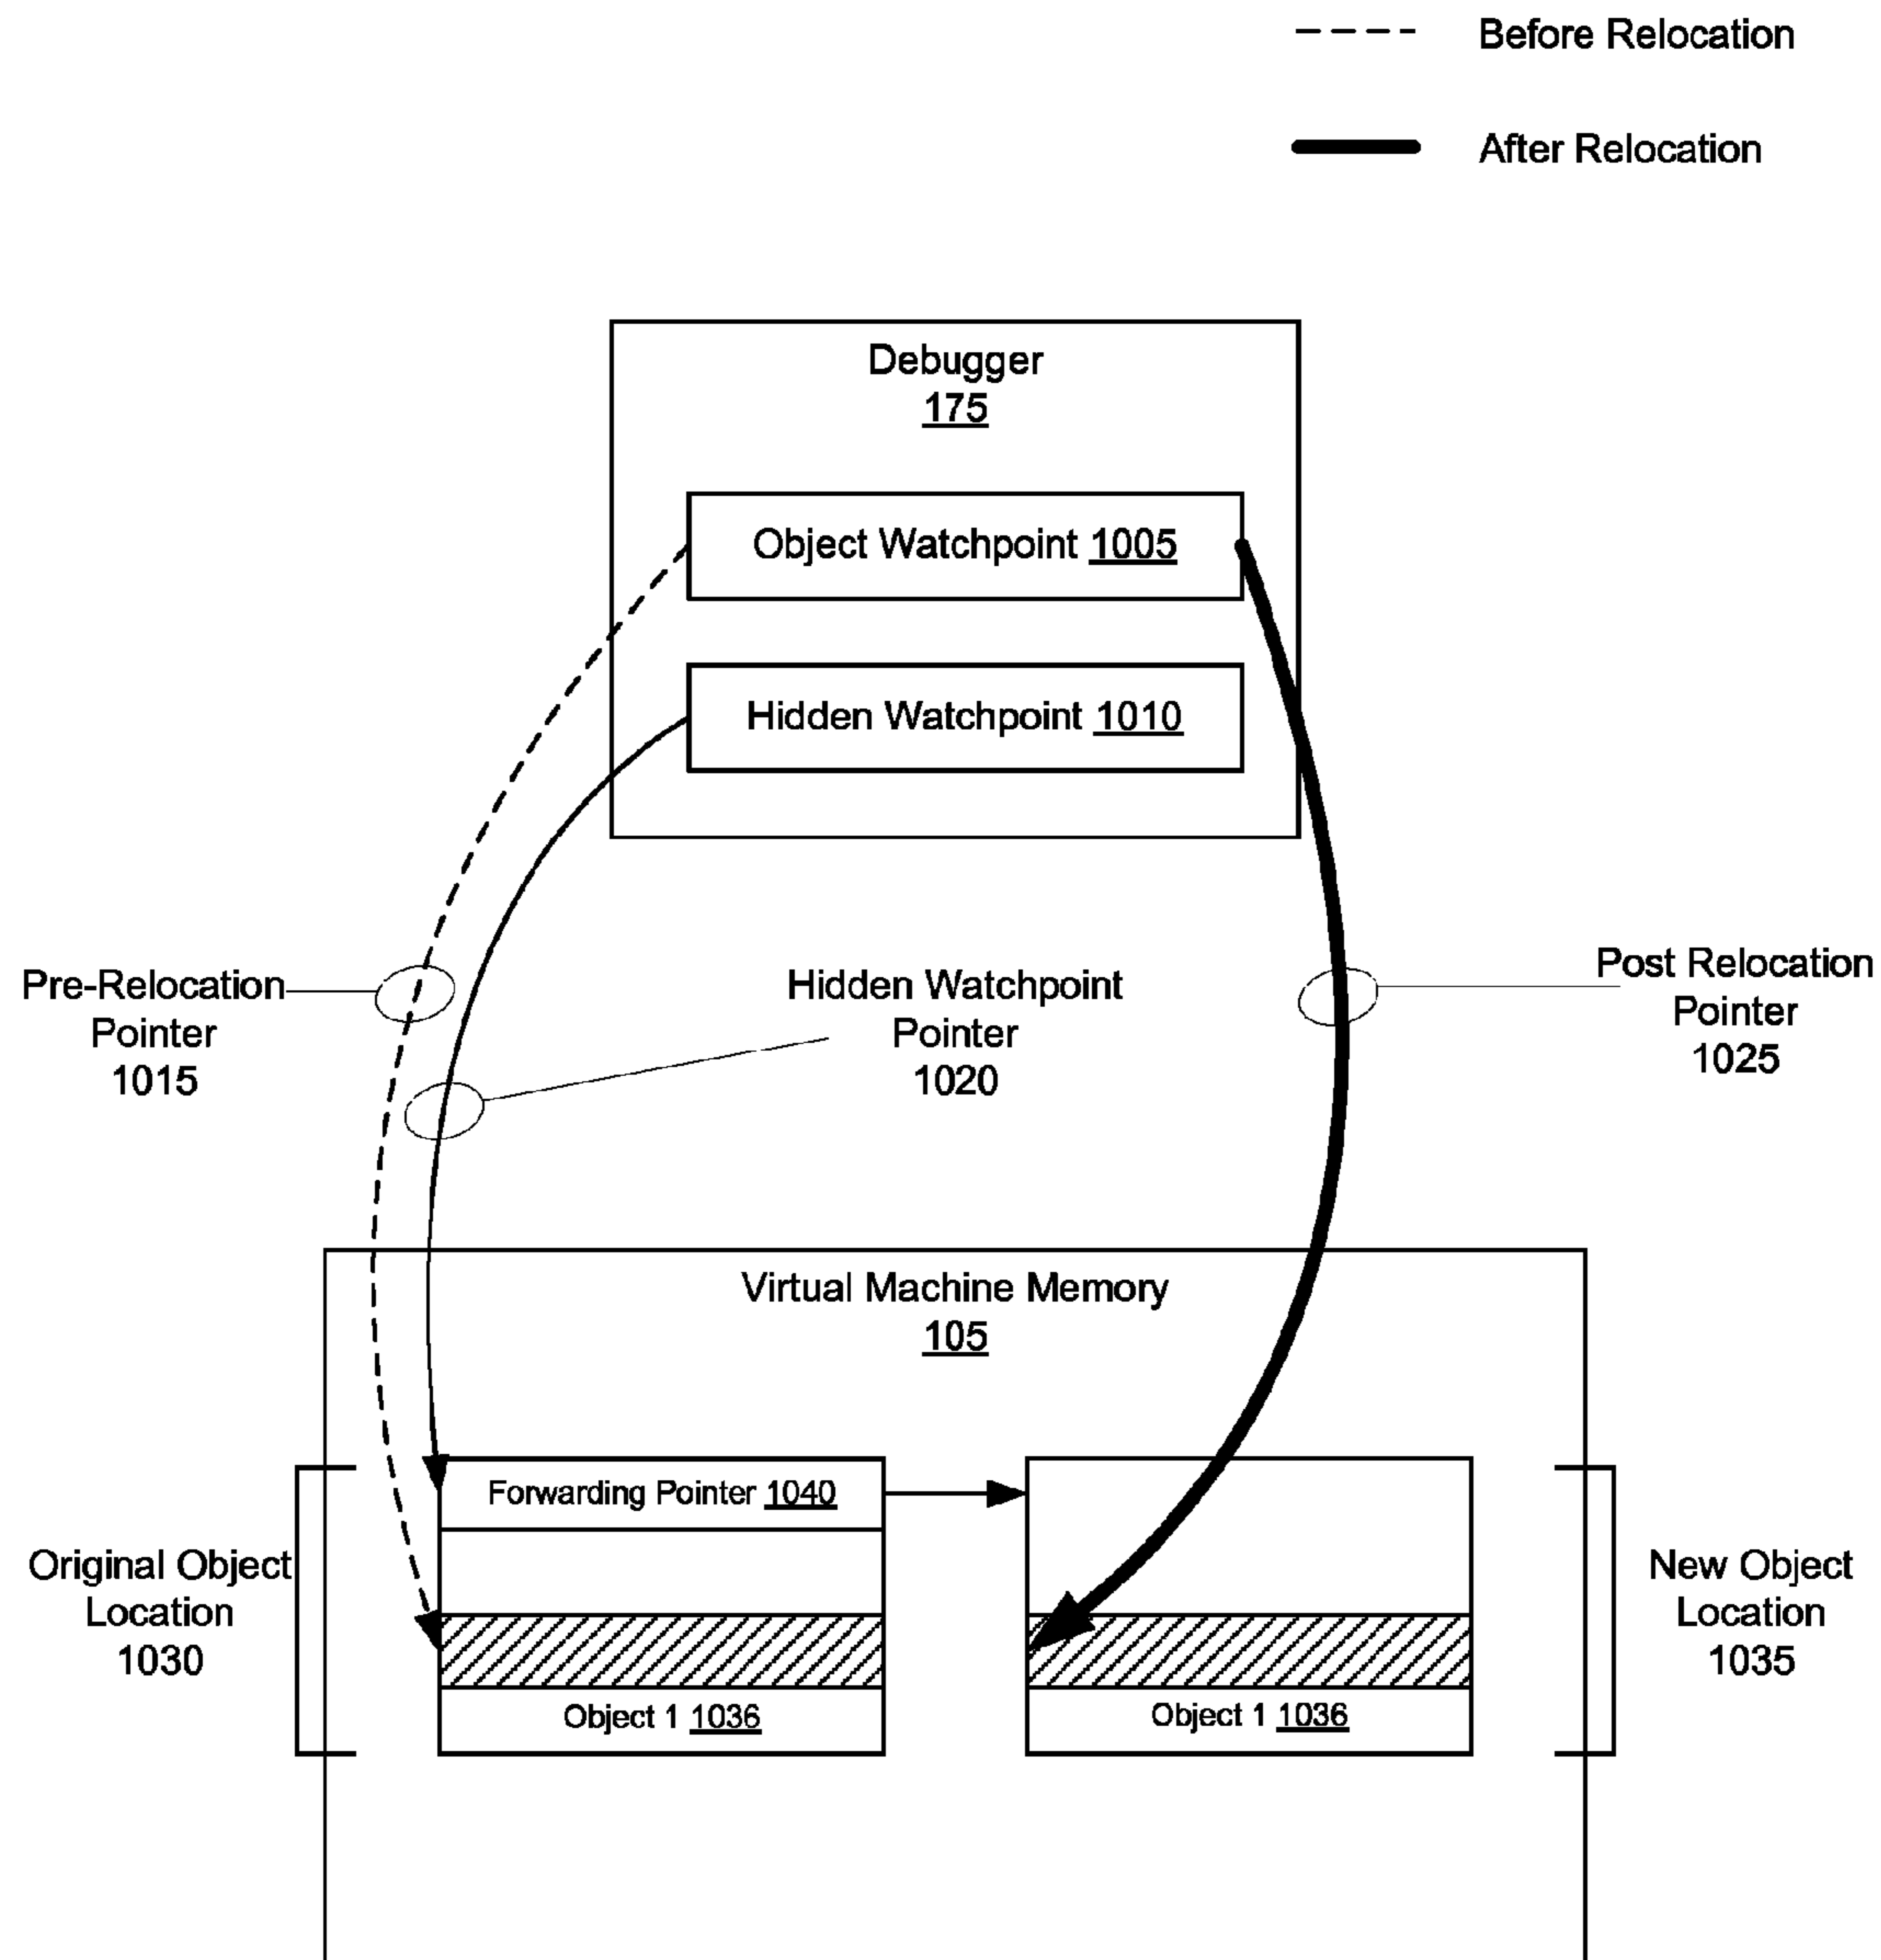 Before Relocation
After Relocation
Debugger
175
Object Watchpoint 1005
Hidden Watchpoint 1010
Pre-Relocation
Pointer
1015
Hidden Watchpoint
Pointer
1020
Post Relocation
Pointer
1025
Virtual Machine Memory
105
Forwarding Pointer 1040
Original Object
Location
1030
New Object
Location
1035
Object 1 1036
Object 1 1036